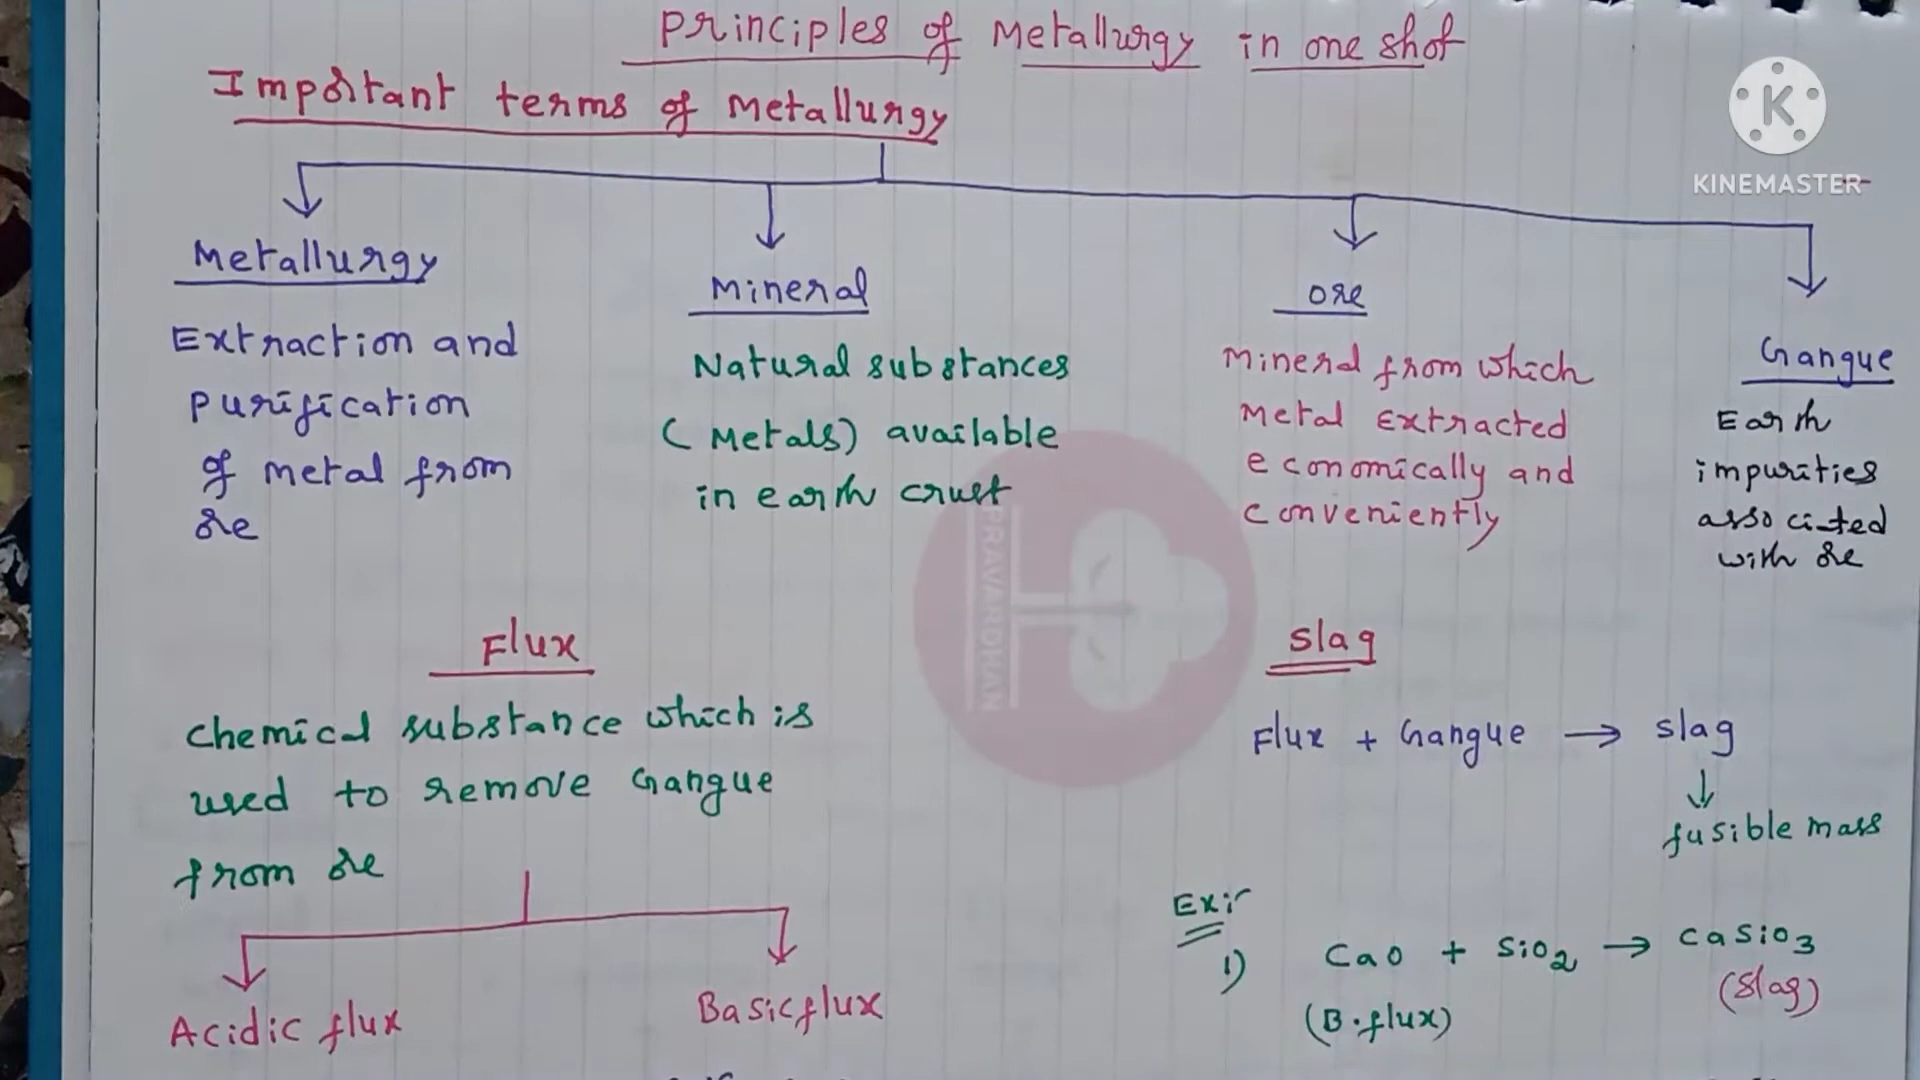 Principles of Metallurgy in one shot
Important terms of Metallurgy
KINEMASTER
Metallurgy
Extraction and
purification
of metal from
ore
Mineral
Natural substances
(Metals) available
in earth crust
ore
Mineral from which
Metal Extracted
economically and
conveniently
Gangue
Earth
impurities
associted
with ore
PRAVARDHAN
Flux
Chemical substance which is
used to remove Gangue
from ore
Acidic flux
Basic flux
Slag
Flux + Gangue → slag
↓
fusible mass
Ex:-
1) CaO + SiO2 → CaSiO3
(B.flux)
(Slag)